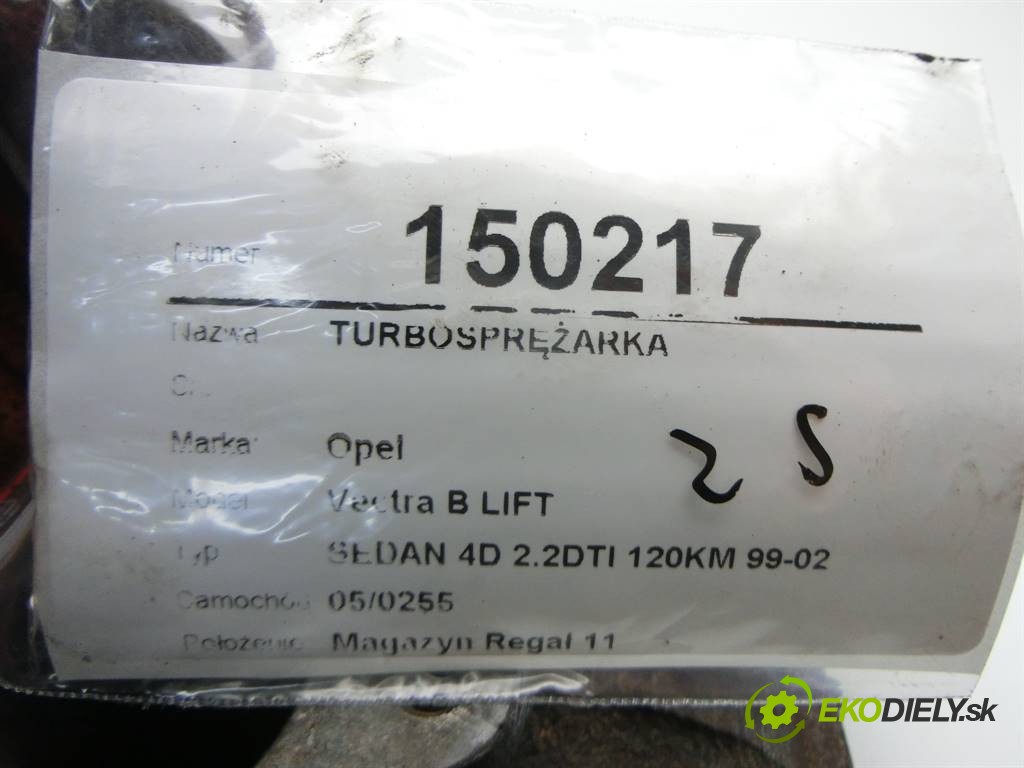 Numer 150217
Nazwa TURBOSPRĘŻARKA
Marka: Opel
Model Vectra B LIFT
Typ SEDAN 4D 2.2DTI 120KM 99-02
Samochód 05/0255
Położenie Magazyn Regał 11
EKODIELY.sk